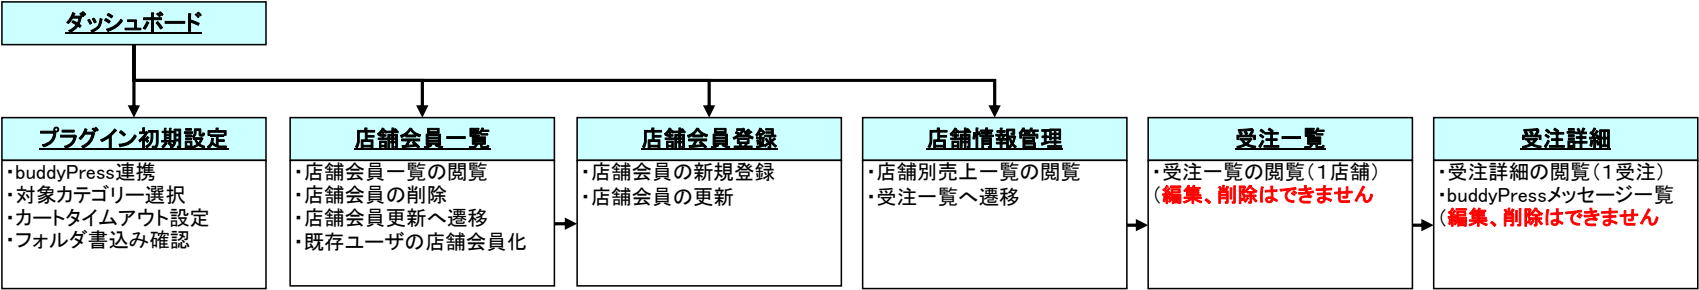 ダッシュボード
プラグイン初期設定
・buddyPress連携
・対象カテゴリー選択
・カートタイムアウト設定
・フォルダ書込み確認
店舗会員一覧
・店舗会員一覧の閲覧
・店舗会員の削除
・店舗会員更新へ遷移
・既存ユーザの店舗会員化
店舗会員登録
・店舗会員の新規登録
・店舗会員の更新
店舗情報管理
・店舗別売上一覧の閲覧
・受注一覧へ遷移
受注一覧
・受注一覧の閲覧（１店舗）
（編集、削除はできません
受注詳細
・受注詳細の閲覧（１受注）
・buddyPressメッセージ一覧
（編集、削除はできません